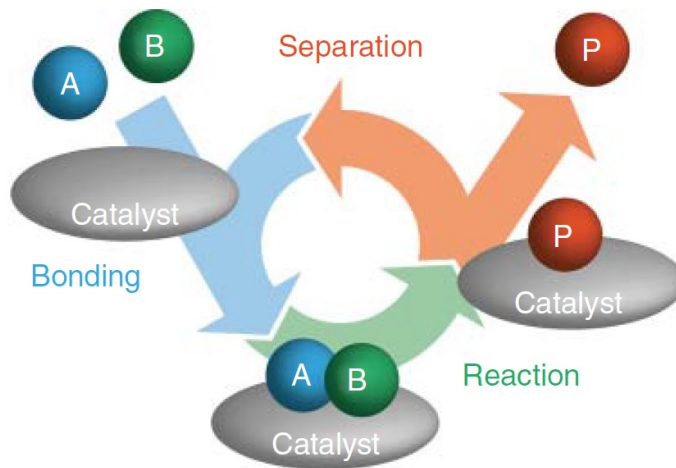 A
B
Separation
P
Catalyst
Bonding
P
Catalyst
A
B
Reaction
Catalyst